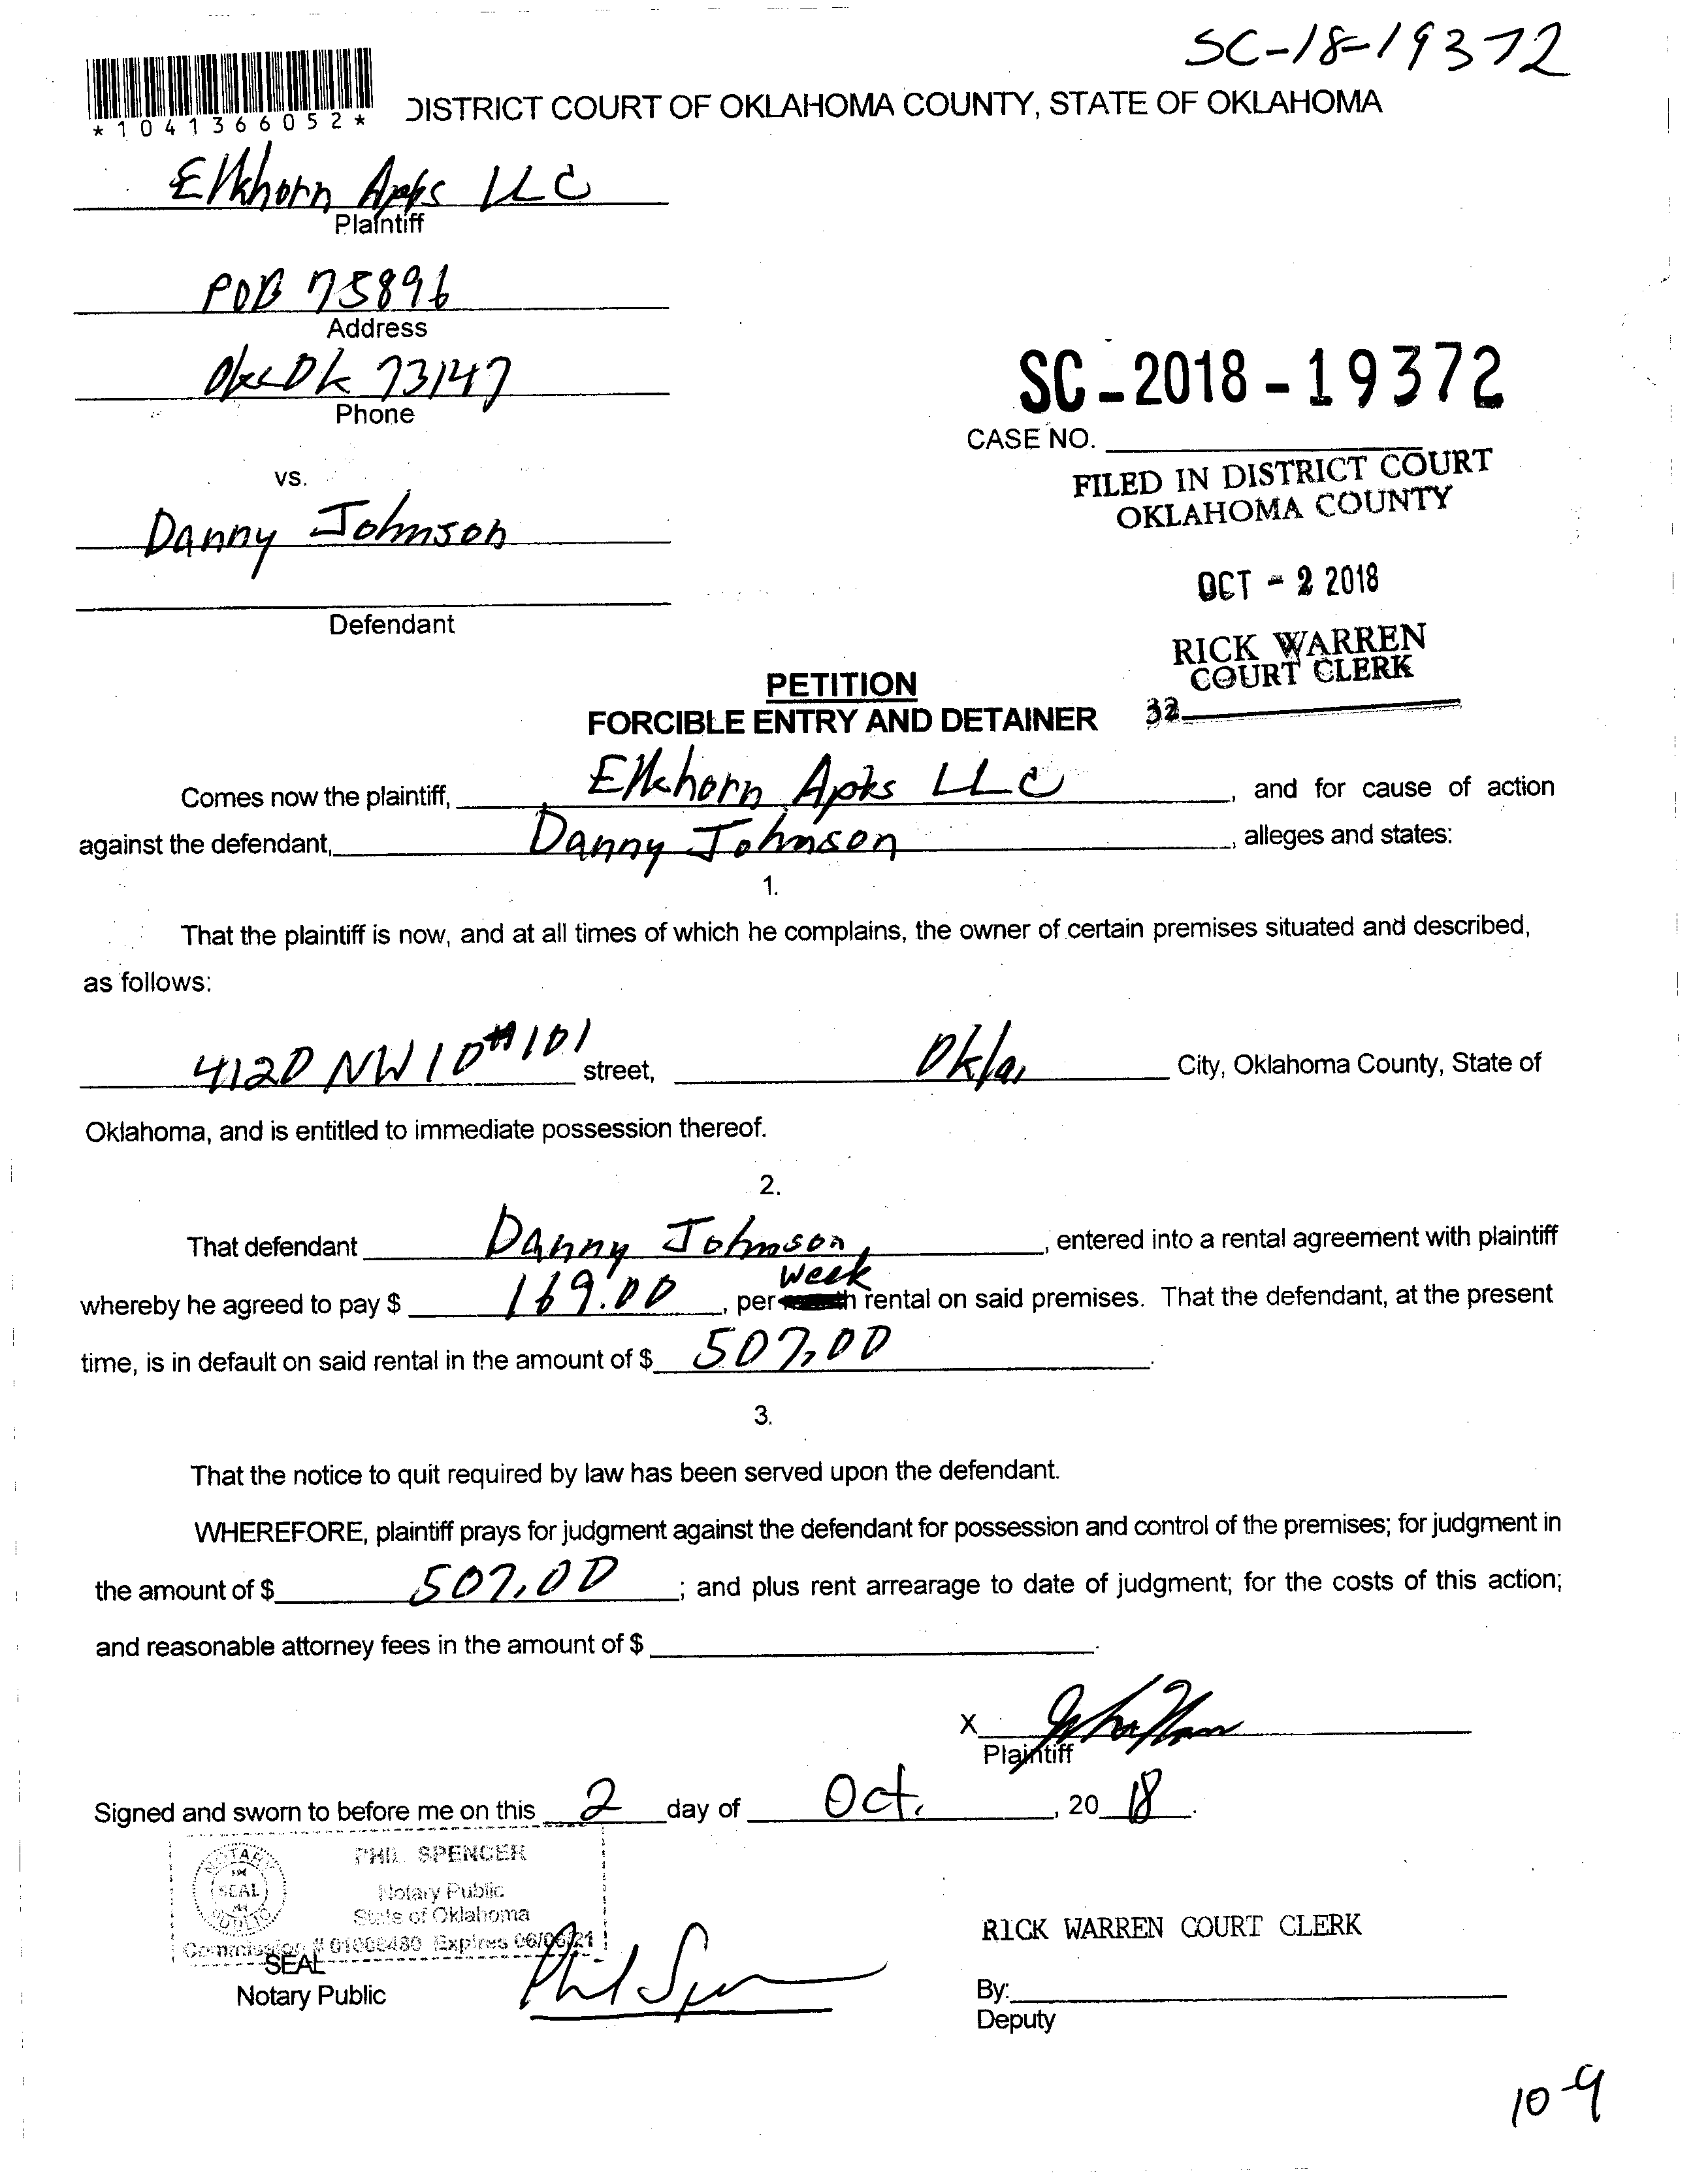 SC-18-19372
*1041366052*
DISTRICT COURT OF OKLAHOMA COUNTY, STATE OF OKLAHOMA
Elkhorn Apts LLC
Plaintiff
POB 75896
Address
Okc Ok 73147
Phone
SC-2018-19372
CASE NO.
FILED IN DISTRICT COURT
OKLAHOMA COUNTY
vs.
Danny Johnson
OCT - 2 2018
Defendant
RICK WARREN
COURT CLERK
32
PETITION
FORCIBLE ENTRY AND DETAINER
Comes now the plaintiff, Elkhorn Apts LLC, and for cause of action
against the defendant, Danny Johnson, alleges and states:
1.
That the plaintiff is now, and at all times of which he complains, the owner of certain premises situated and described,
as follows:
4120 NW 10 #101 street, Okla, City, Oklahoma County, State of
Oklahoma, and is entitled to immediate possession thereof.
2.
That defendant Danny Johnson, entered into a rental agreement with plaintiff
whereby he agreed to pay $ 169.00, per week rental on said premises. That the defendant, at the present
time, is in default on said rental in the amount of $ 507.00.
3.
That the notice to quit required by law has been served upon the defendant.
WHEREFORE, plaintiff prays for judgment against the defendant for possession and control of the premises; for judgment in
the amount of $ 507.00; and plus rent arrearage to date of judgment; for the costs of this action;
and reasonable attorney fees in the amount of $.
X
Plaintiff
Signed and sworn to before me on this 2 day of Oct., 2018.
NOTARY PUBLIC
SEAL
PHIL SPENCER
Notary Public
State of Oklahoma
Commission # 01006480 Expires 06/06/21
SEAL
Notary Public
Phil Spencer
RICK WARREN COURT CLERK
By:
Deputy
10-9